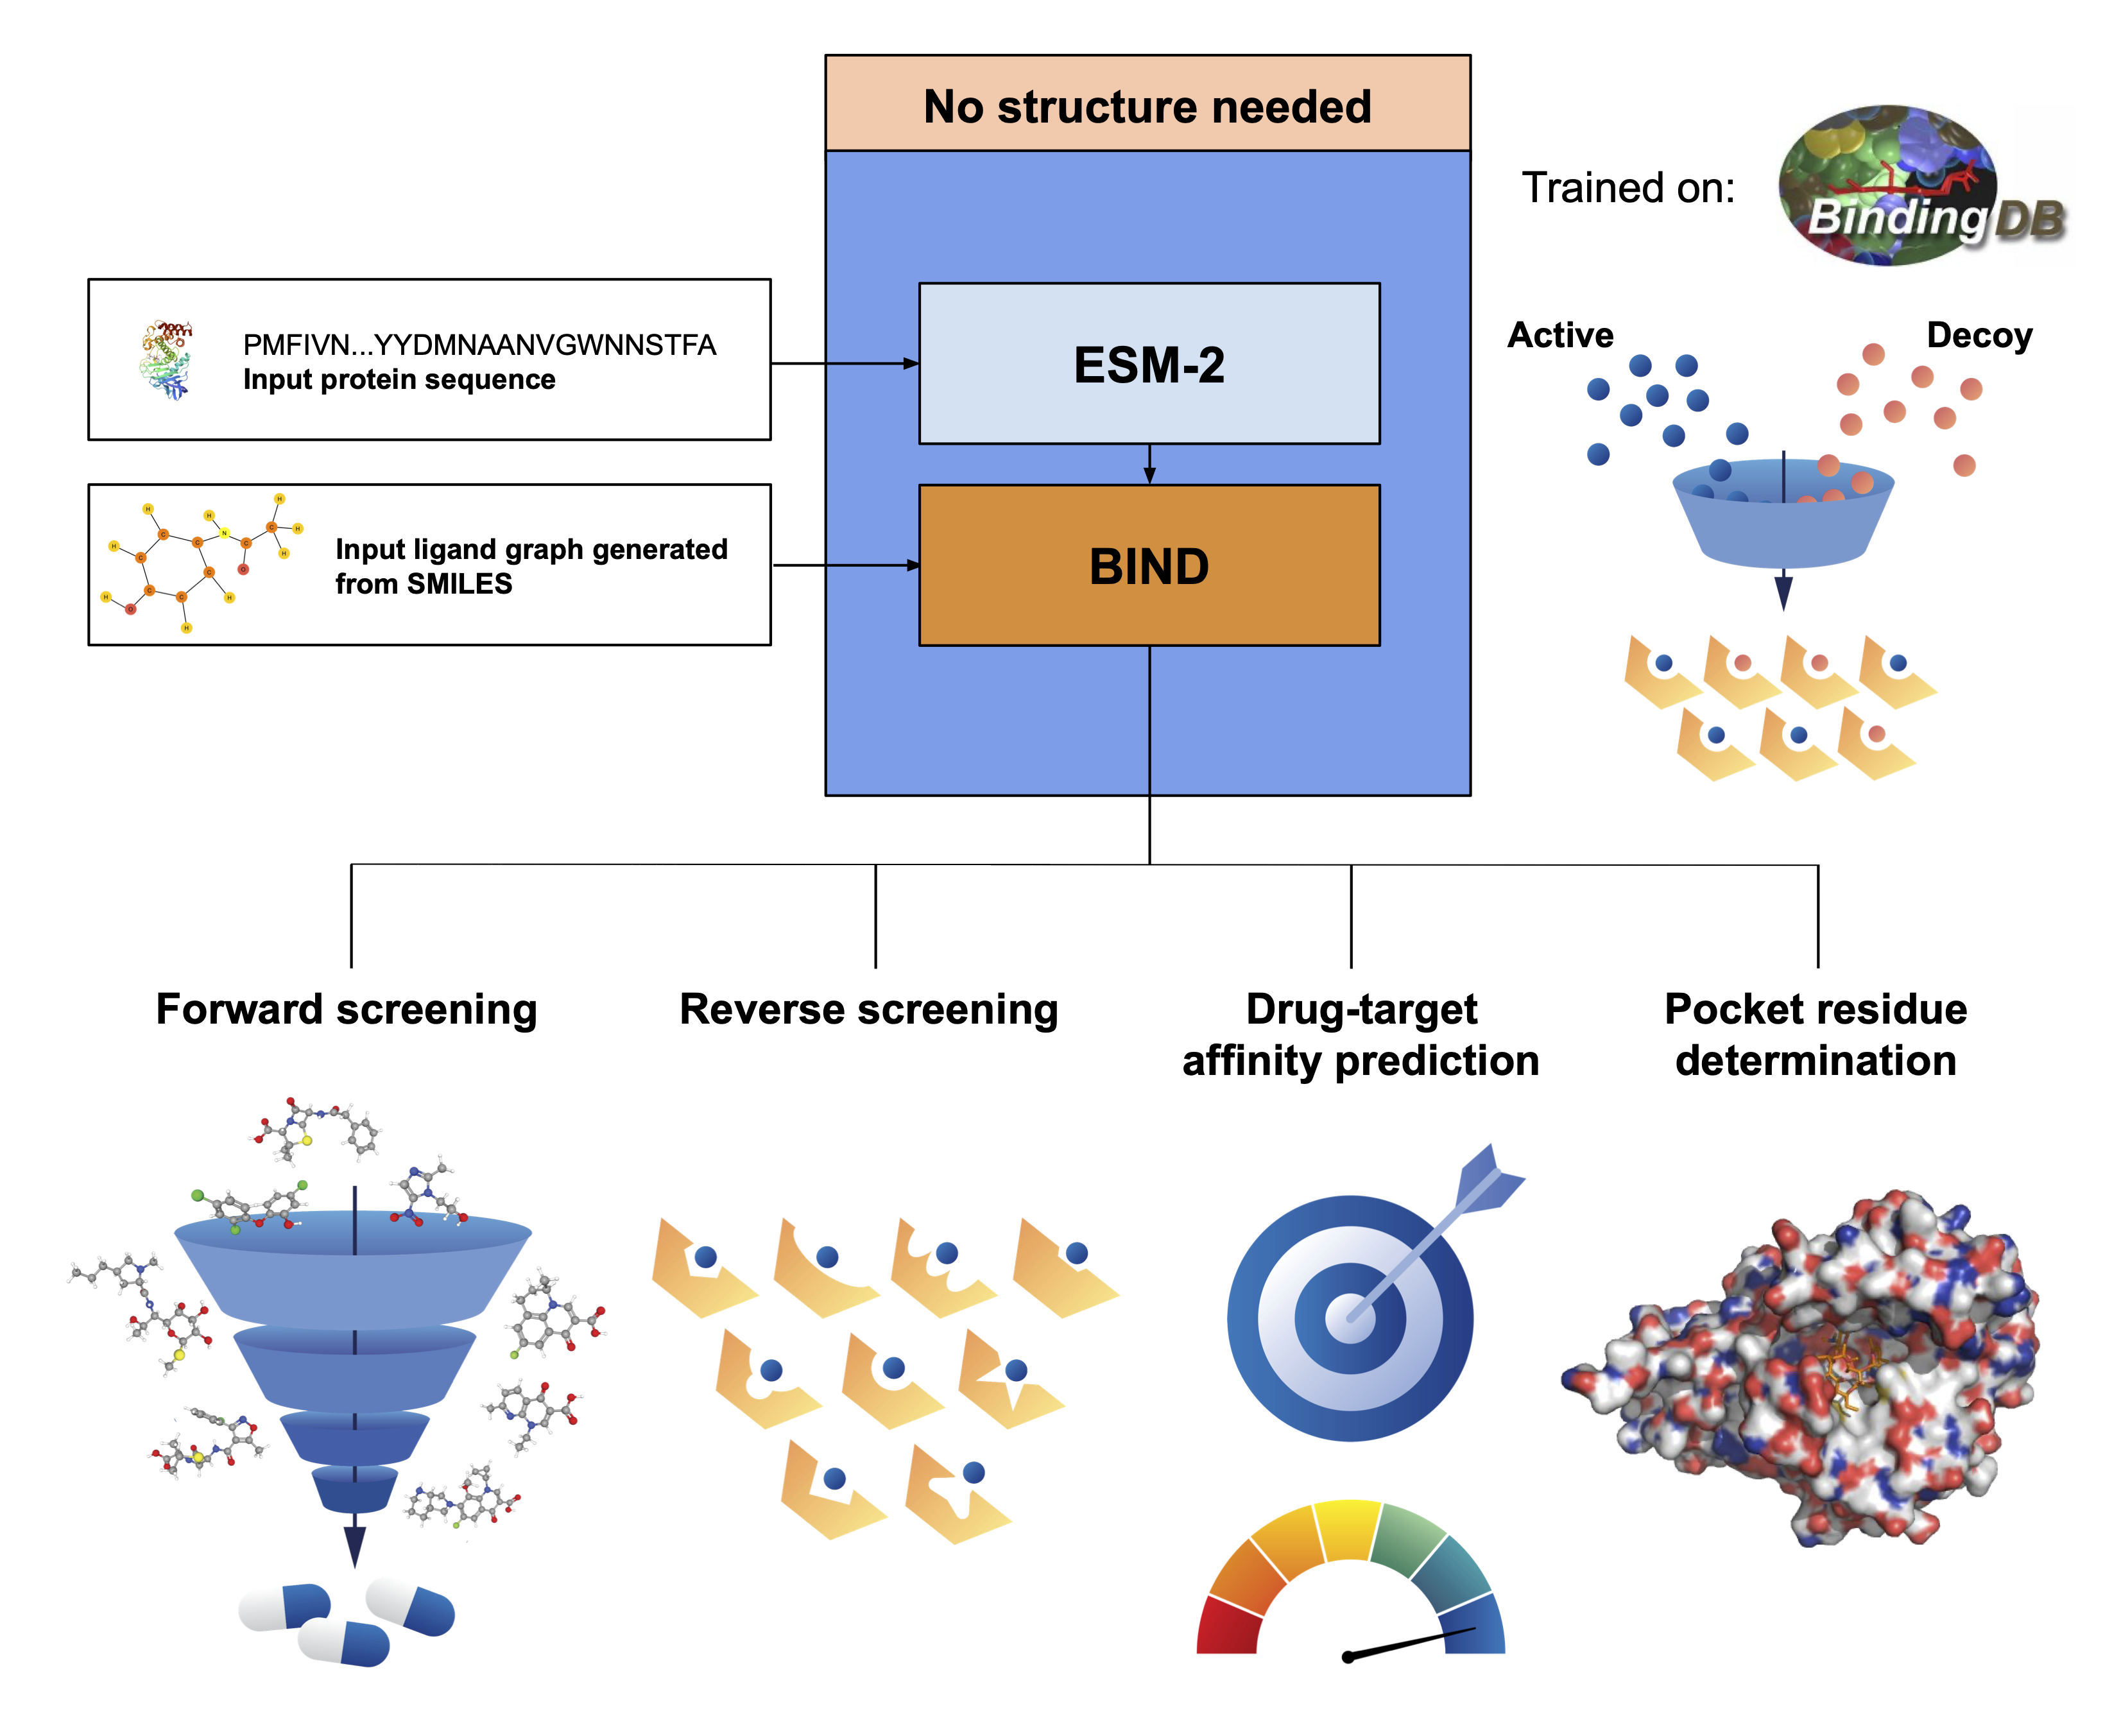 No structure needed
Trained on:
BindingDB
PMFIVN...YYDMNAANVGWNNSTFA
Input protein sequence
ESM-2
Active
Decoy
Input ligand graph generated
from SMILES
H
H
H
H
N
C
H
C
C
C
H
H
C
O
C
C
C
H
H
O
H
BIND
Forward screening
Reverse screening
Drug-target
affinity prediction
Pocket residue
determination